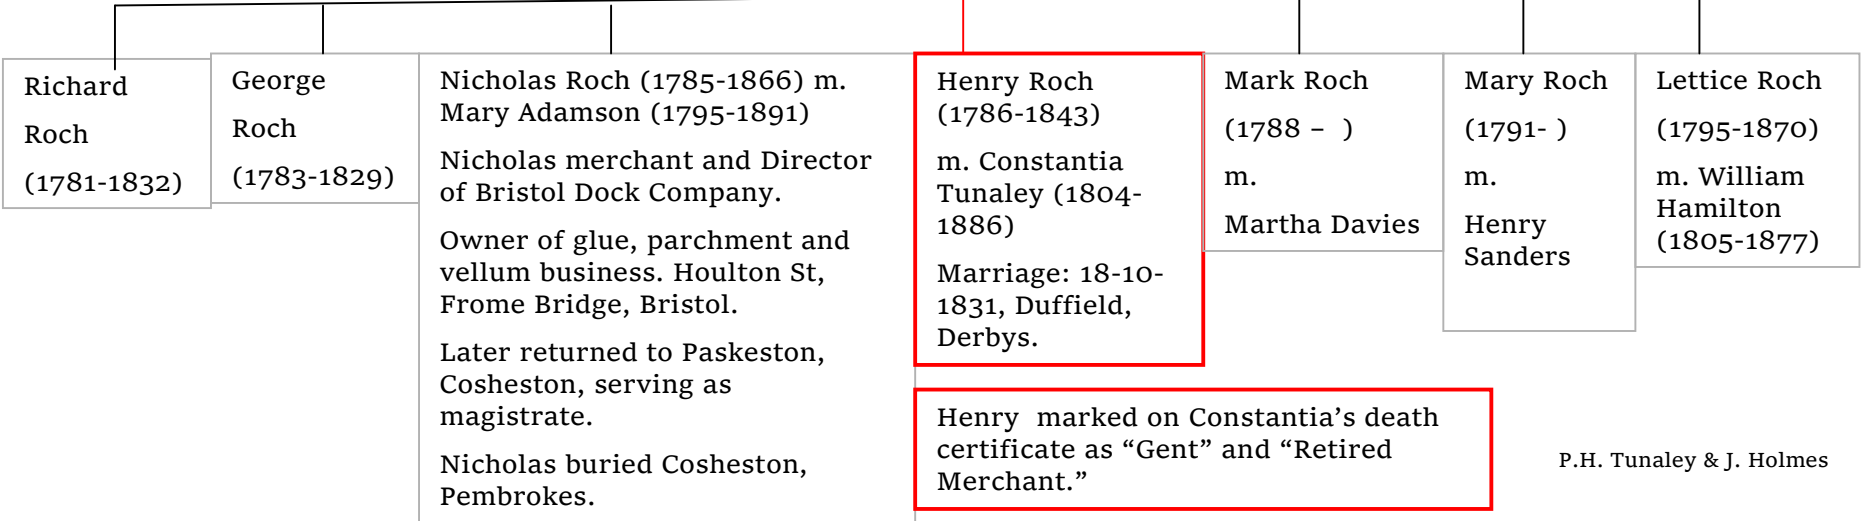 Richard
Roch
(1781-1832)
George
Roch
(1783-1829)
Nicholas Roch (1785-1866) m.
Mary Adamson (1795-1891)
Nicholas merchant and Director
of Bristol Dock Company.
Owner of glue, parchment and
vellum business. Houlton St,
Frome Bridge, Bristol.
Later returned to Paskeston,
Cosheston, serving as
magistrate.
Nicholas buried Cosheston,
Pembrokes.
Henry Roch
(1786-1843)
m. Constantia
Tunaley (1804-
1886)
Marriage: 18-10-
1831, Duffield,
Derbys.
Mark Roch
(1788 – )
m.
Martha Davies
Mary Roch
(1791- )
m.
Henry
Sanders
Lettice Roch
(1795-1870)
m. William
Hamilton
(1805-1877)
Henry marked on Constantia’s death
certificate as “Gent” and “Retired
Merchant.”
P.H. Tunaley & J. Holmes